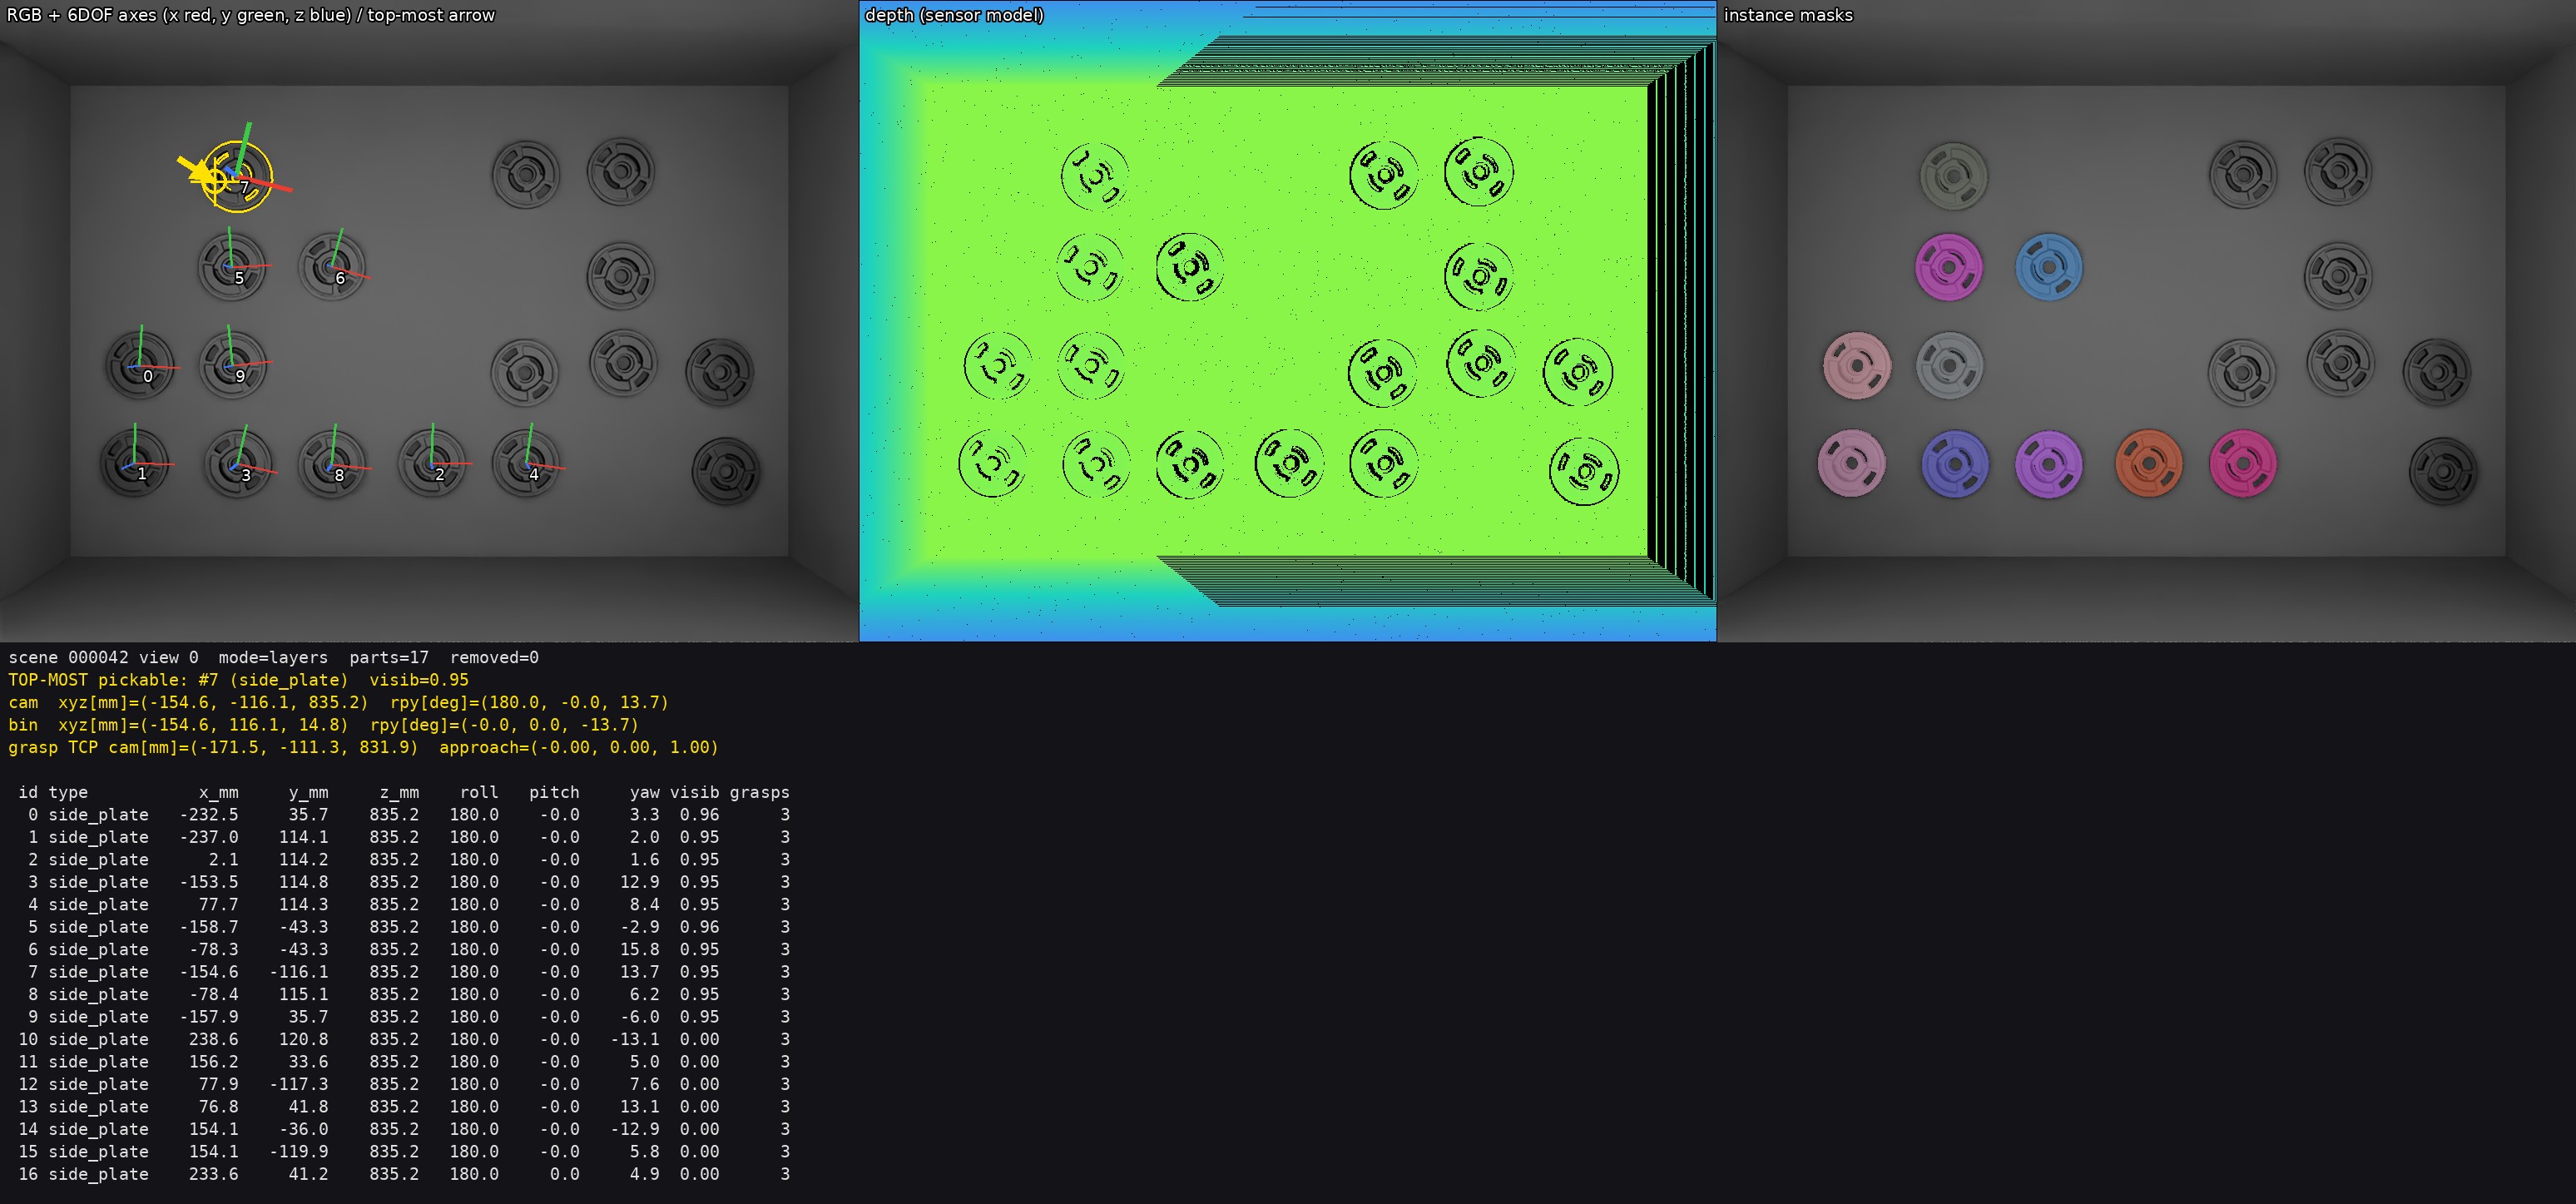 RGB + 6DOF axes (x red, y green, z blue) / top-most arrow
depth (sensor model)
instance masks
7
5
6
0
9
1
3
8
2
4
scene 000042 view 0  mode=layers  parts=17  removed=0
TOP-MOST pickable: #7 (side_plate)  visib=0.95
cam  xyz[mm]=(-154.6, -116.1, 835.2)  rpy[deg]=(180.0, -0.0, 13.7)
bin  xyz[mm]=(-154.6, 116.1, 14.8)  rpy[deg]=(-0.0, 0.0, -13.7)
grasp TCP cam[mm]=(-171.5, -111.3, 831.9)  approach=(-0.00, 0.00, 1.00)
id type x_mm y_mm z_mm roll pitch yaw visib grasps
0 side_plate -232.5 35.7 835.2 180.0 -0.0 3.3 0.96 3
1 side_plate -237.0 114.1 835.2 180.0 -0.0 2.0 0.95 3
2 side_plate 2.1 114.2 835.2 180.0 -0.0 1.6 0.95 3
3 side_plate -153.5 114.8 835.2 180.0 -0.0 12.9 0.95 3
4 side_plate 77.7 114.3 835.2 180.0 -0.0 8.4 0.95 3
5 side_plate -158.7 -43.3 835.2 180.0 -0.0 -2.9 0.96 3
6 side_plate -78.3 -43.3 835.2 180.0 -0.0 15.8 0.95 3
7 side_plate -154.6 -116.1 835.2 180.0 -0.0 13.7 0.95 3
8 side_plate -78.4 115.1 835.2 180.0 -0.0 6.2 0.95 3
9 side_plate -157.9 35.7 835.2 180.0 -0.0 -6.0 0.95 3
10 side_plate 238.6 120.8 835.2 180.0 -0.0 -13.1 0.00 3
11 side_plate 156.2 33.6 835.2 180.0 -0.0 5.0 0.00 3
12 side_plate 77.9 -117.3 835.2 180.0 -0.0 7.6 0.00 3
13 side_plate 76.8 41.8 835.2 180.0 -0.0 13.1 0.00 3
14 side_plate 154.1 -36.0 835.2 180.0 -0.0 -12.9 0.00 3
15 side_plate 154.1 -119.9 835.2 180.0 -0.0 5.8 0.00 3
16 side_plate 233.6 41.2 835.2 180.0 0.0 4.9 0.00 3